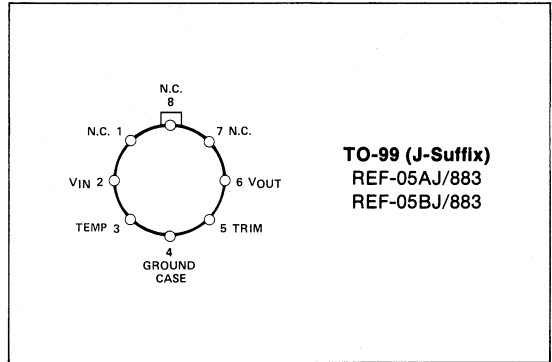 N.C.
8
N.C. 1
7 N.C.
VIN 2
6 VOUT
TEMP 3
5 TRIM
4
GROUND
CASE
TO-99 (J-Suffix)
REF-05AJ/883
REF-05BJ/883